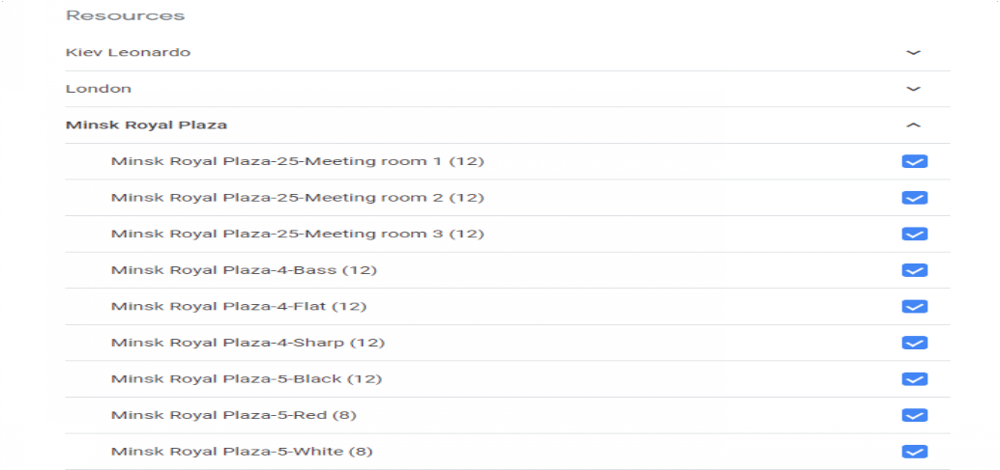 Resources
Kiev Leonardo
London
Minsk Royal Plaza
Minsk Royal Plaza-25-Meeting room 1 (12)
Minsk Royal Plaza-25-Meeting room 2 (12)
Minsk Royal Plaza-25-Meeting room 3 (12)
Minsk Royal Plaza-4-Bass (12)
Minsk Royal Plaza-4-Flat (12)
Minsk Royal Plaza-4-Sharp (12)
Minsk Royal Plaza-5-Black (12)
Minsk Royal Plaza-5-Red (8)
Minsk Royal Plaza-5-White (8)